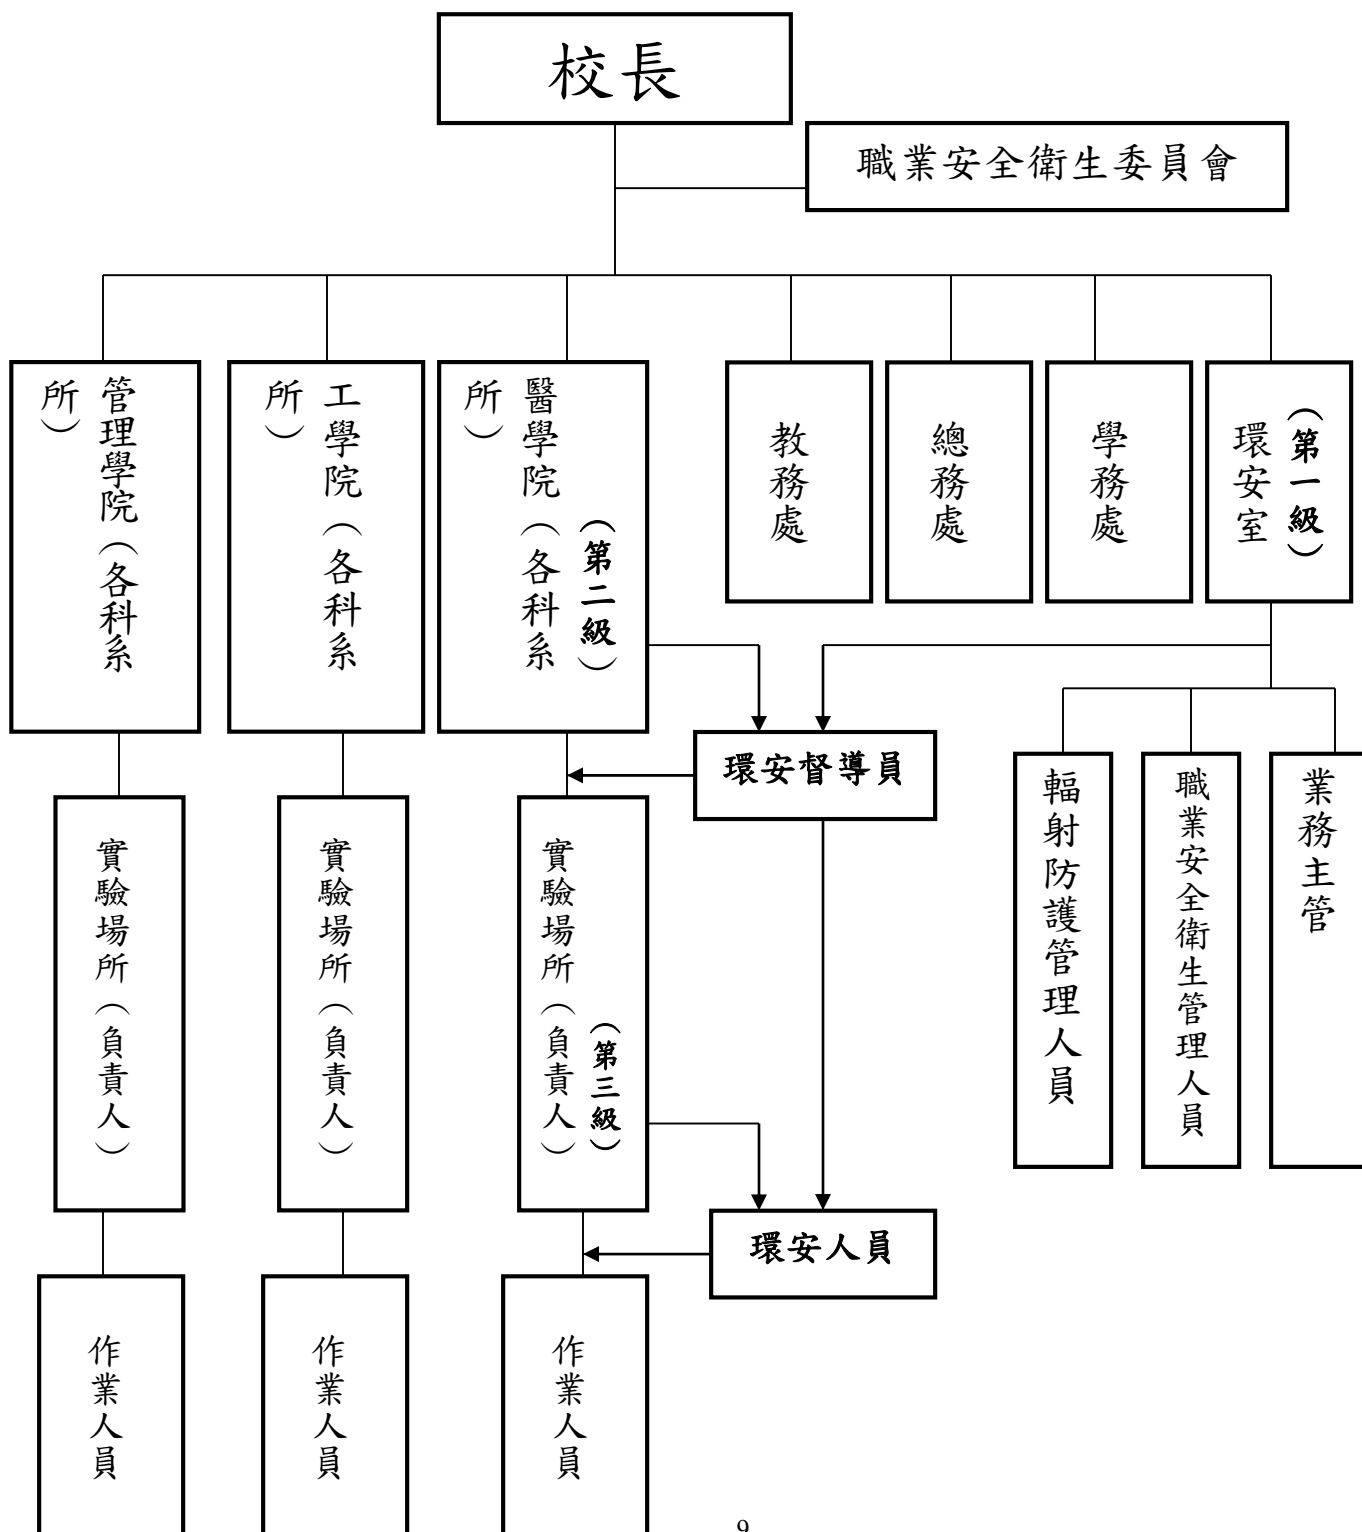 校長
職業安全衛生委員會
管理學院（各科系
所）
工學院（各科系
所）
（第二級）
醫學院（各科系
所）
教務處
總務處
學務處
（第一級）
環安室
環安督導員
輻射防護管理人員
職業安全衛生管理人員
業務主管
實驗場所（負責人）
實驗場所（負責人）
（第三級）
實驗場所（負責人）
環安人員
作業人員
作業人員
作業人員
9